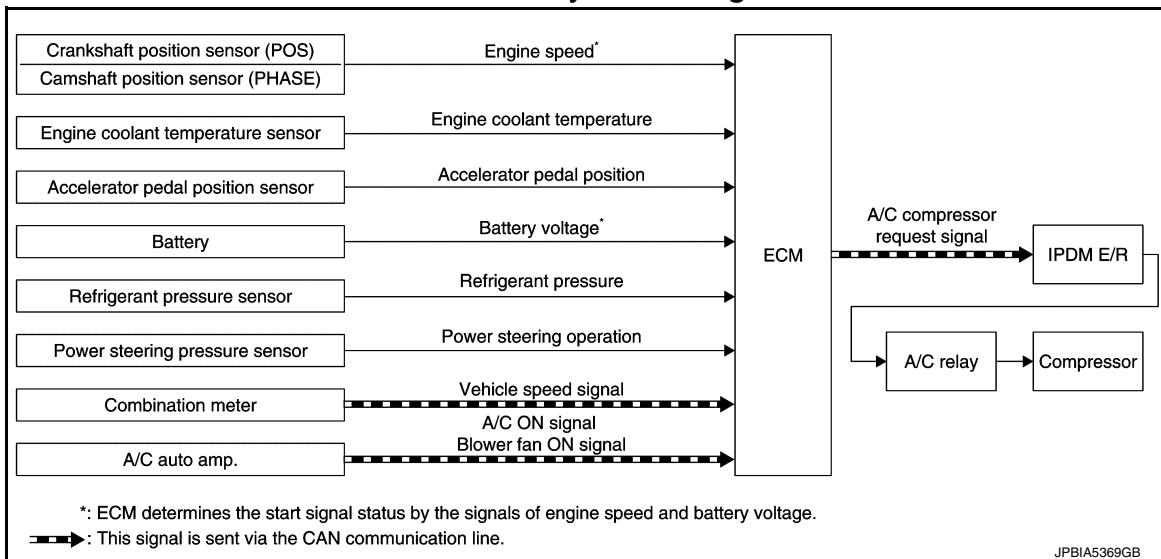 Crankshaft position sensor (POS)
Engine speed*
Camshaft position sensor (PHASE)
Engine coolant temperature sensor
Engine coolant temperature
Accelerator pedal position sensor
Accelerator pedal position
Battery
Battery voltage*
Refrigerant pressure sensor
Refrigerant pressure
Power steering pressure sensor
Power steering operation
Combination meter
Vehicle speed signal
A/C auto amp.
A/C ON signal
Blower fan ON signal
ECM
A/C compressor
request signal
IPDM E/R
A/C relay
Compressor
*: ECM determines the start signal status by the signals of engine speed and battery voltage.
: This signal is sent via the CAN communication line.
JPBIA5369GB